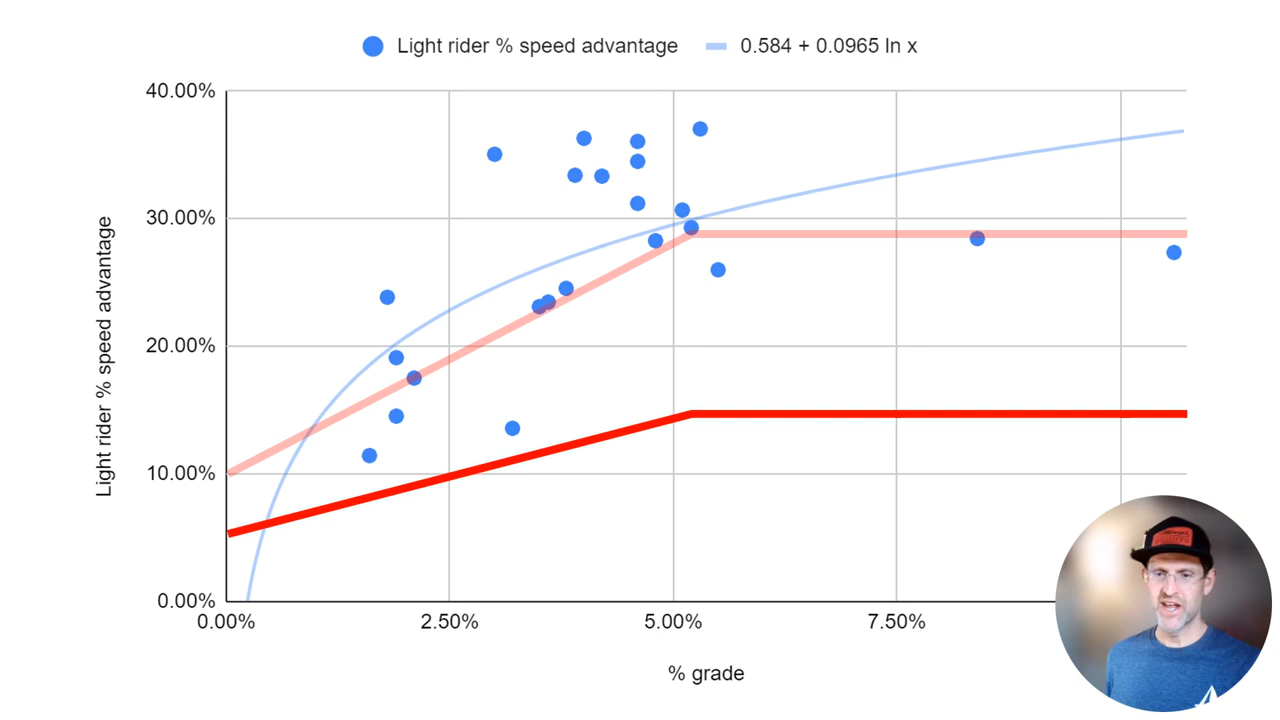 Light rider % speed advantage 0.584 + 0.0965 ln x
40.00%
30.00%
20.00%
10.00%
0.00%
Light rider % speed advantage
0.00% 2.50% 5.00% 7.50%
% grade